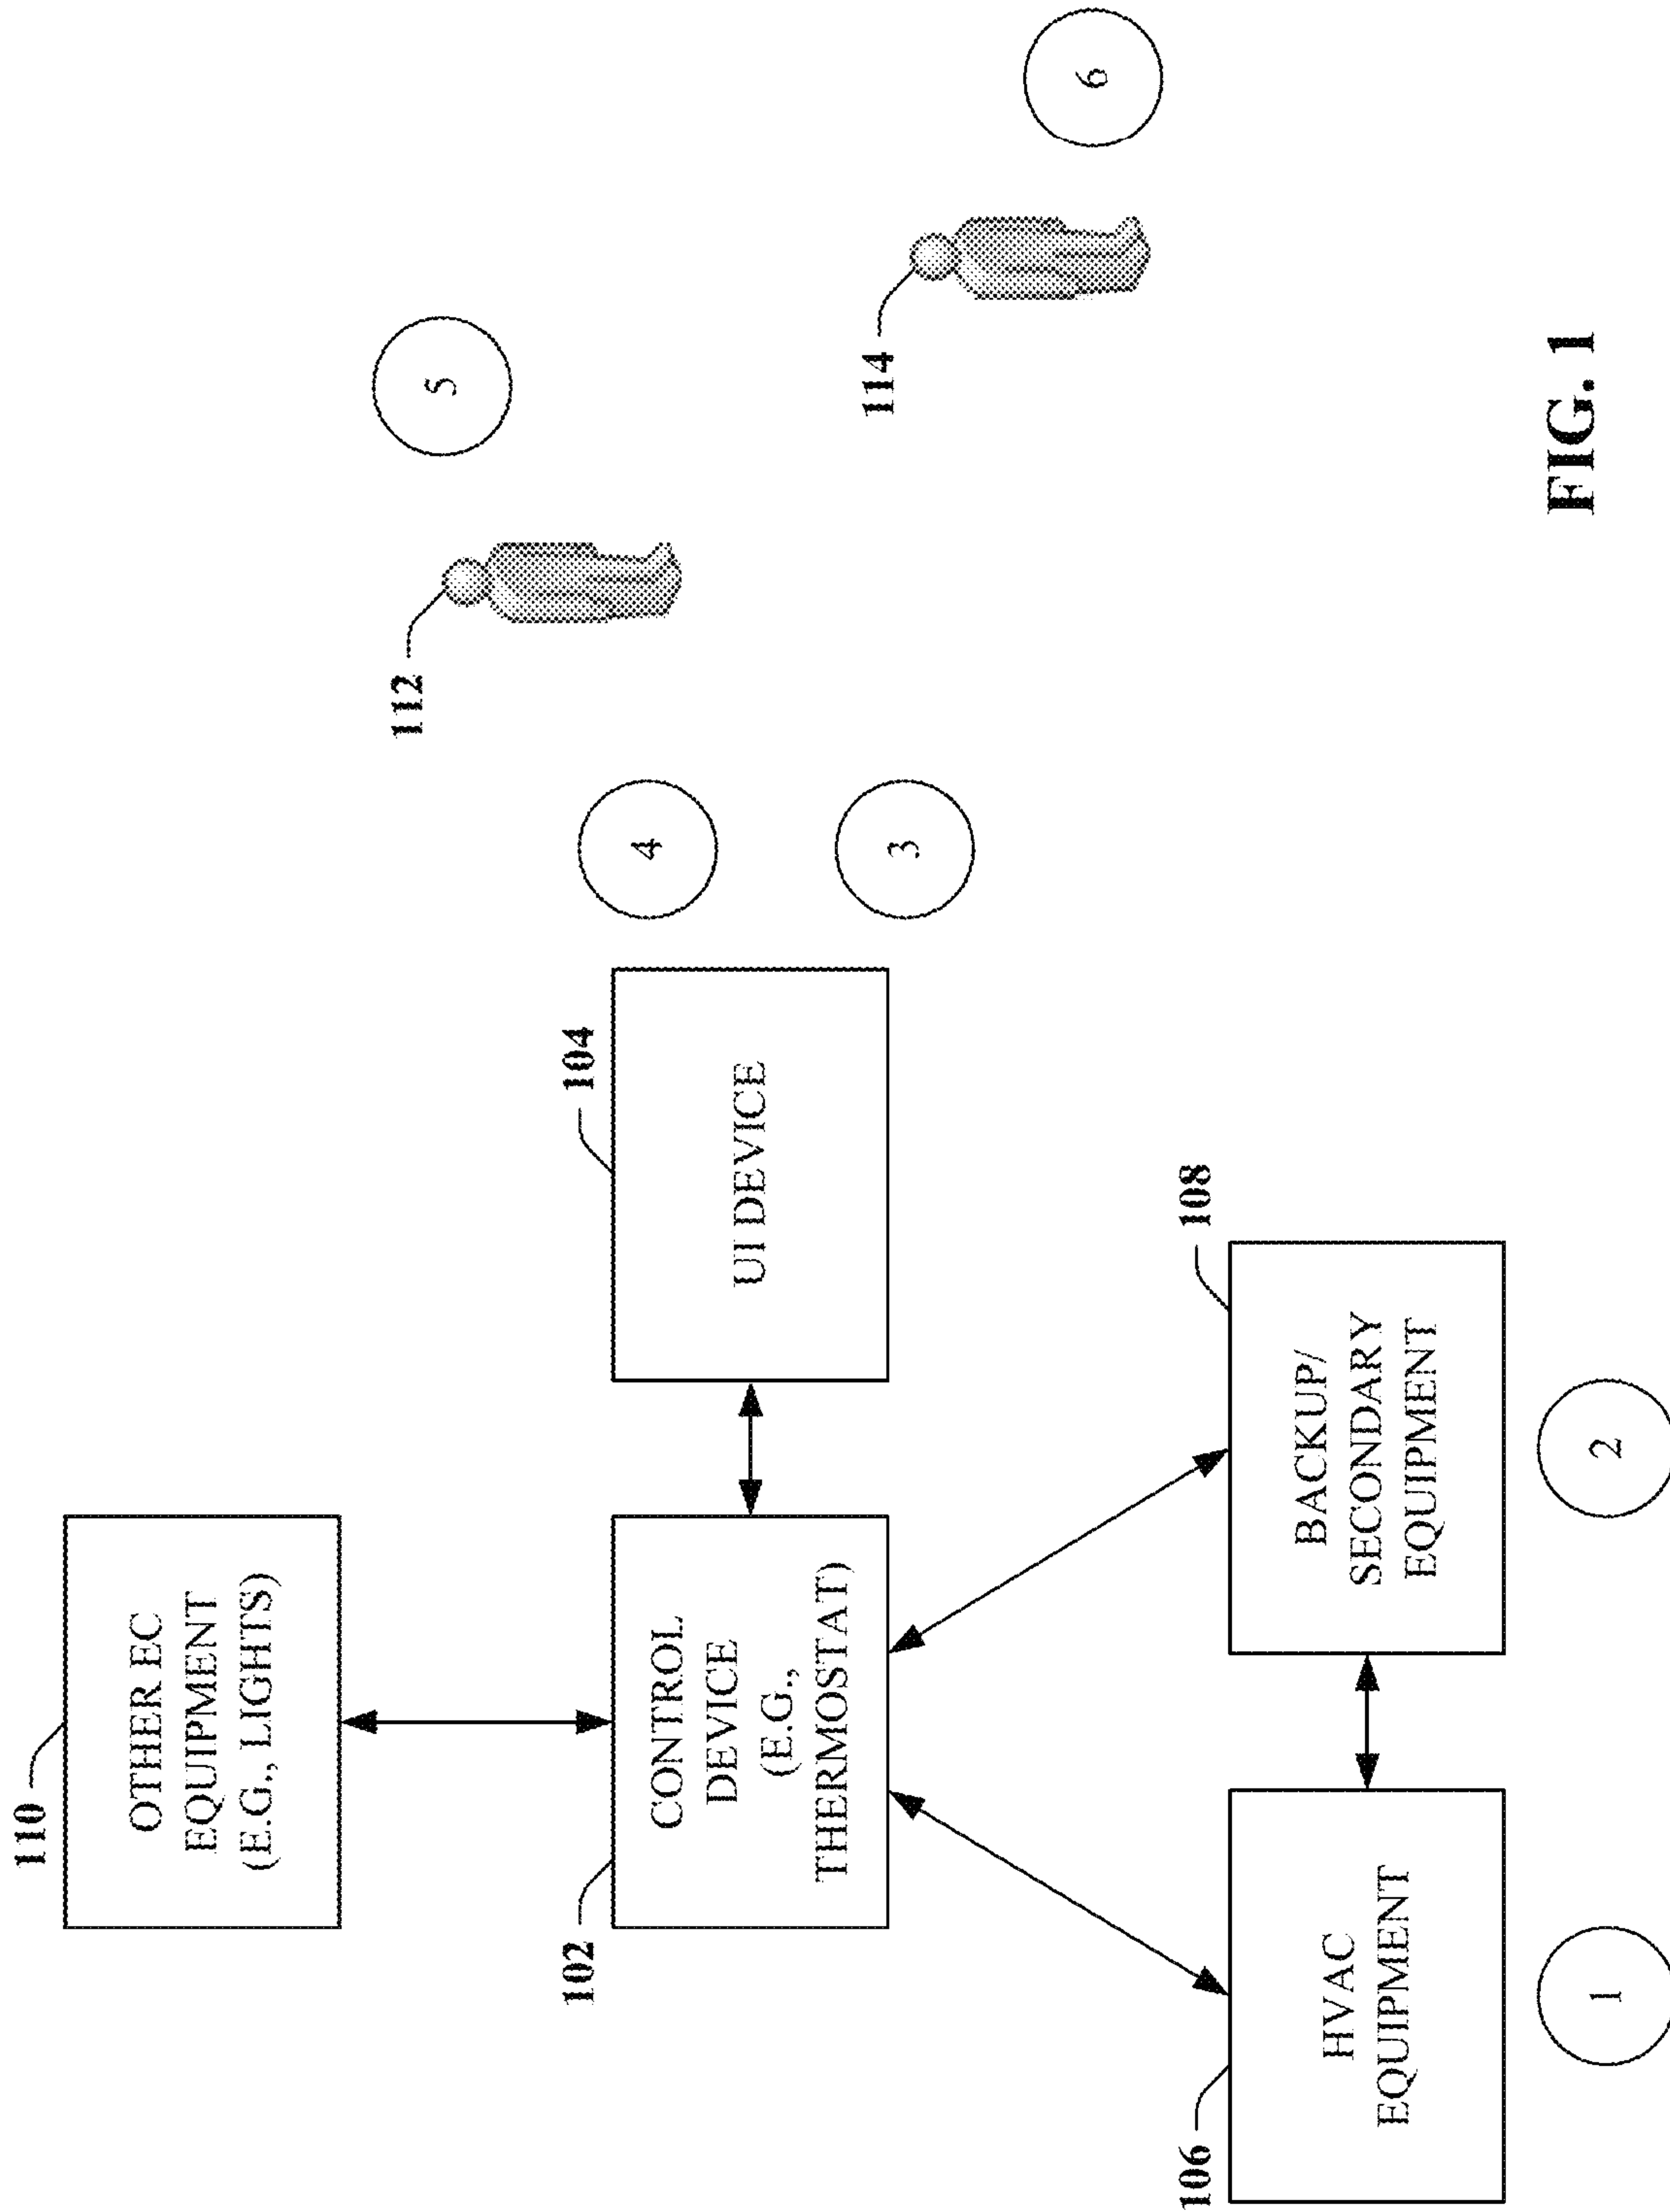 110
OTHER EC
EQUIPMENT
(E.G., LIGHTS)
102
CONTROL
DEVICE
(E.G.,
THERMOSTAT)
104
UI DEVICE
4
3
112
5
114
6
106
HVAC
EQUIPMENT
1
108
BACKUP/
SECONDARY
EQUIPMENT
2
FIG. 1